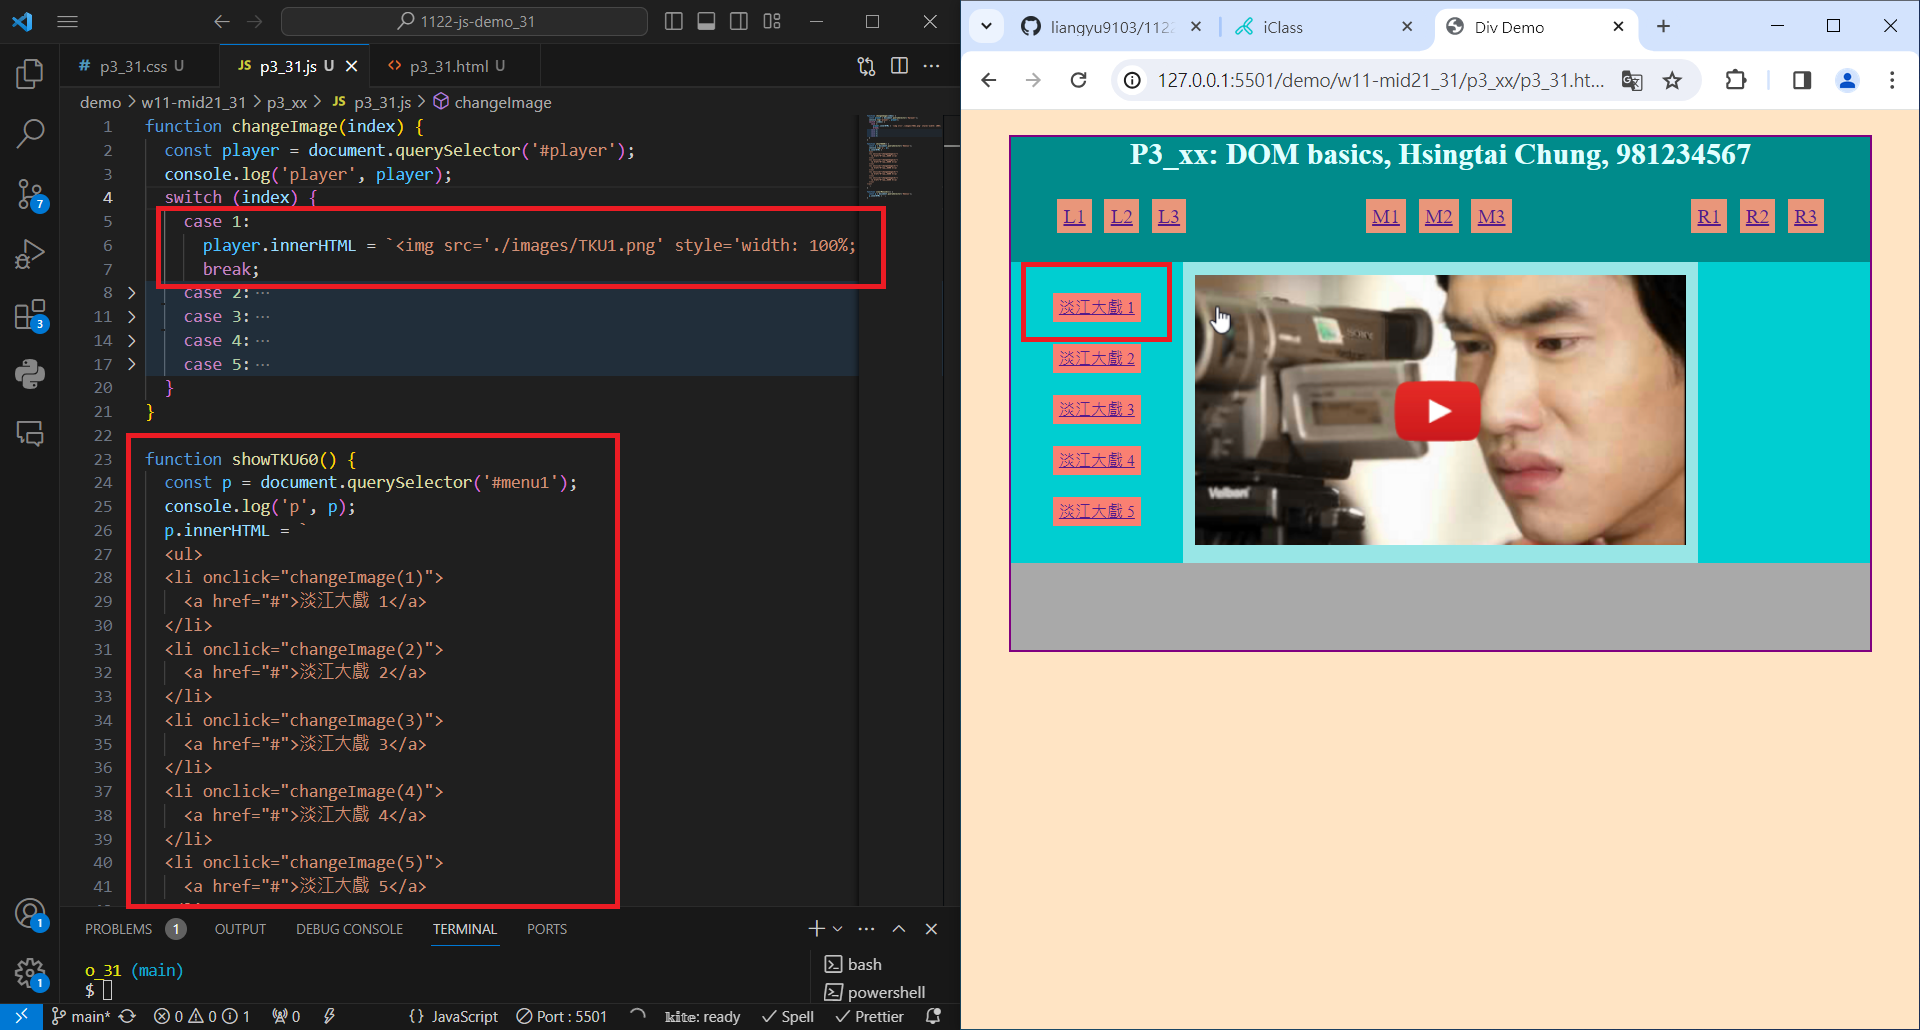 1122-js-demo_31
# p3_31.css U
JS p3_31.js U
<> p3_31.html U
demo > w11-mid21_31 > p3_xx > JS p3_31.js > changeImage
1 function changeImage(index) {
2 const player = document.querySelector('#player');
3 console.log('player', player);
4 switch (index) {
5 case 1:
6 player.innerHTML = `<img src='./images/TKU1.png' style='width: 100%;
7 break;
8 case 2: ...
11 case 3: ...
14 case 4: ...
17 case 5: ...
20 }
21 }
22
23 function showTKU60() {
24 const p = document.querySelector('#menu1');
25 console.log('p', p);
26 p.innerHTML = `
27 <ul>
28 <li onclick="changeImage(1)">
29 <a href="#">淡江大戲 1</a>
30 </li>
31 <li onclick="changeImage(2)">
32 <a href="#">淡江大戲 2</a>
33 </li>
34 <li onclick="changeImage(3)">
35 <a href="#">淡江大戲 3</a>
36 </li>
37 <li onclick="changeImage(4)">
38 <a href="#">淡江大戲 4</a>
39 </li>
40 <li onclick="changeImage(5)">
41 <a href="#">淡江大戲 5</a>
7
3
1
1
PROBLEMS 1 OUTPUT DEBUG CONSOLE TERMINAL PORTS
o_31 (main)
$
bash
powershell
main* 0 0 1 0 {} JavaScript Port : 5501 kite: ready Spell Prettier
liangyu9103/1122
iClass
Div Demo
127.0.0.1:5501/demo/w11-mid21_31/p3_xx/p3_31.ht...
P3_xx: DOM basics, Hsingtai Chung, 981234567
L1 L2 L3 M1 M2 M3 R1 R2 R3
淡江大戲 1
淡江大戲 2
淡江大戲 3
淡江大戲 4
淡江大戲 5
SONY